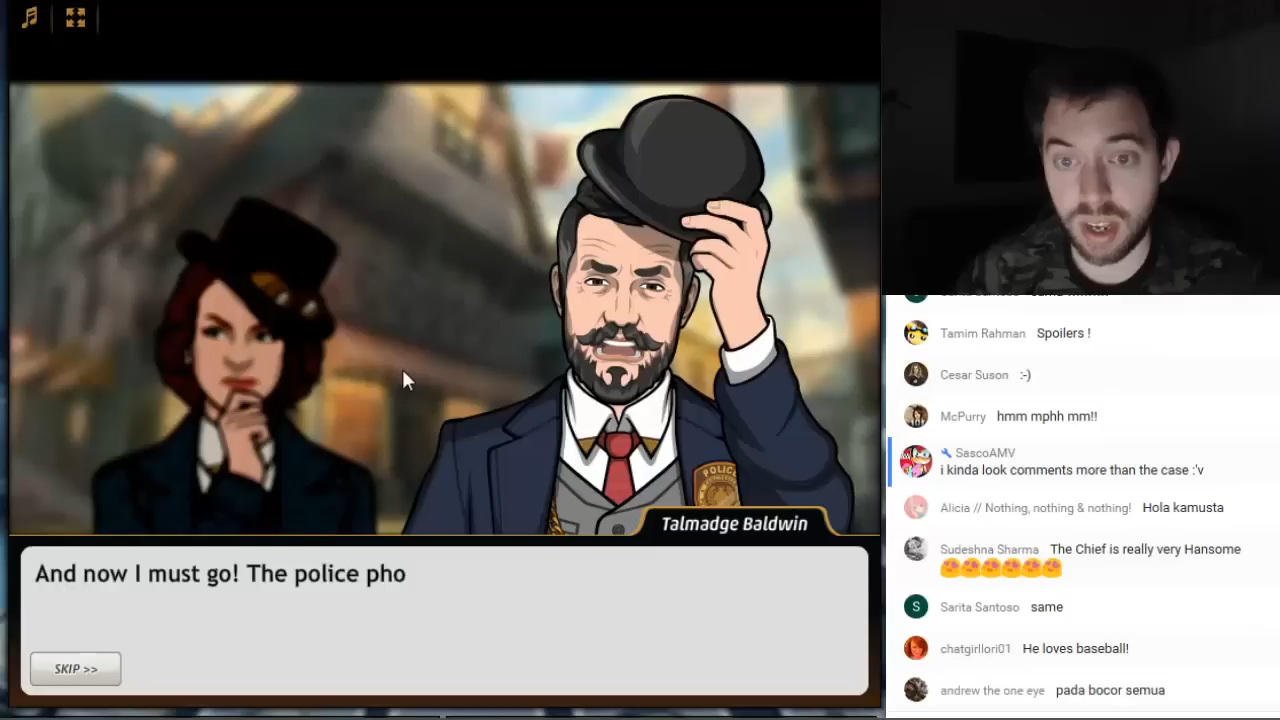 POLICE
Talmadge Baldwin
And now I must go! The police pho
SKIP >>
Tamim Rahman Spoilers !
Cesar Suson :-)
McPurry hmm mphh mm!!
SascoAMV
i kinda look comments more than the case :'v
Alicia // Nothing, nothing & nothing! Hola kamusta
Sudeshna Sharma The Chief is really very Hansome
😍😍😍😍😍😍
S Sarita Santoso same
chatgirllori01 He loves baseball!
andrew the one eye pada bocor semua